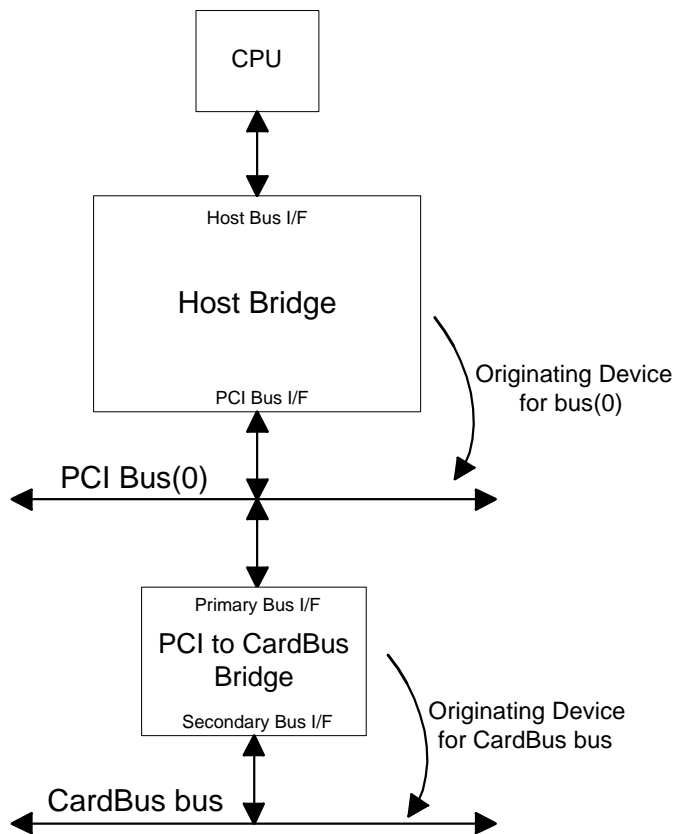 CPU
Host Bus I/F
Host Bridge
PCI Bus I/F
Originating Device
for bus(0)
PCI Bus(0)
Primary Bus I/F
PCI to CardBus
Bridge
Secondary Bus I/F
Originating Device
for CardBus bus
CardBus bus